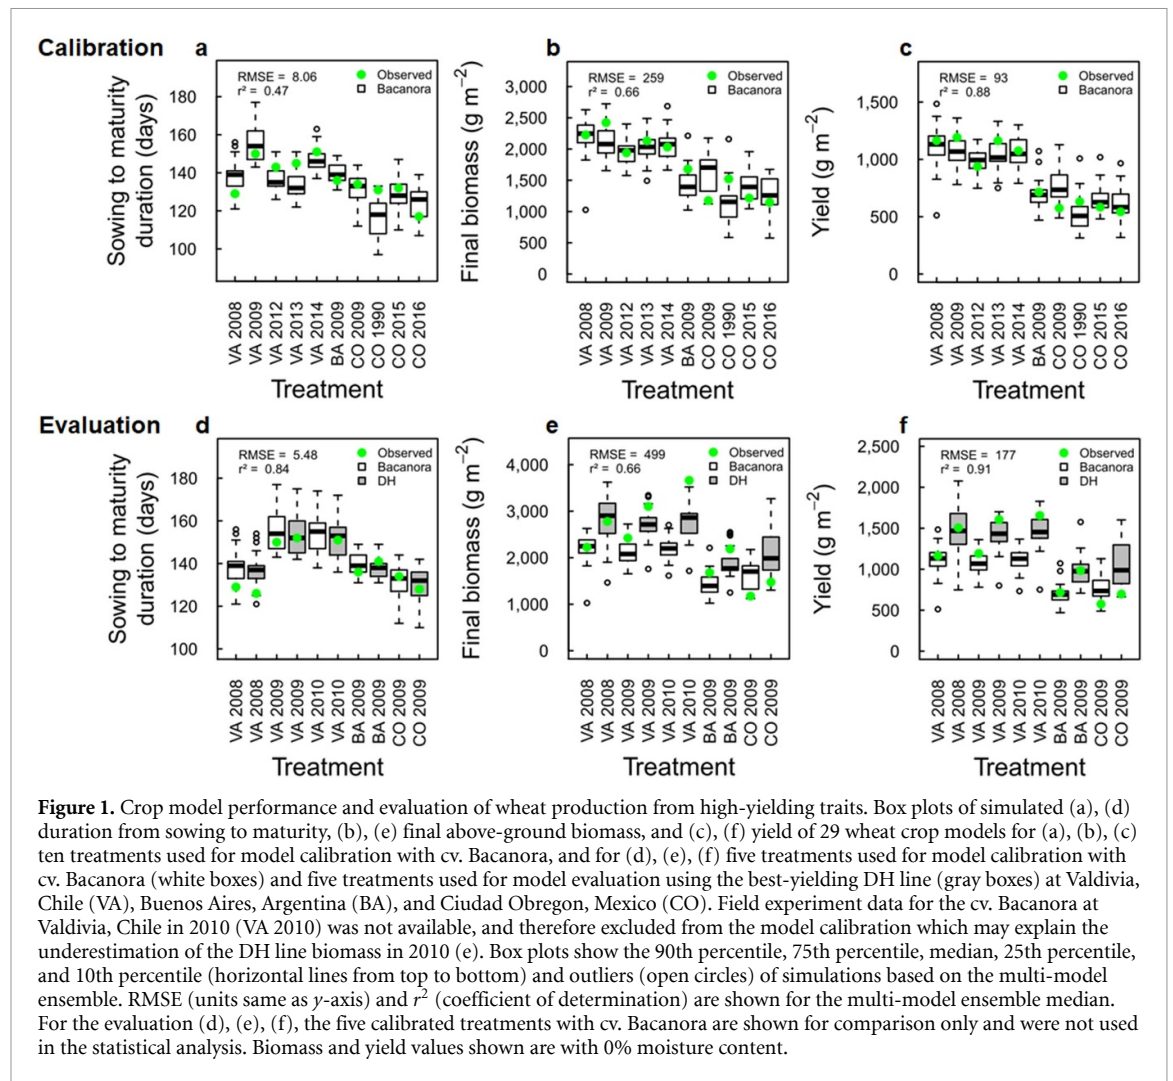 Calibration
a
RMSE = 8.06
r² = 0.47
Observed
Bacanora
Sowing to maturity
duration (days)
180
160
140
120
100
VA 2008
VA 2009
VA 2012
VA 2013
VA 2014
BA 2009
CO 2009
CO 1990
CO 2015
CO 2016
Treatment
b
RMSE = 259
r² = 0.66
Observed
Bacanora
Final biomass (g m⁻²)
3,000
2,500
2,000
1,500
1,000
500
0
VA 2008
VA 2009
VA 2012
VA 2013
VA 2014
BA 2009
CO 2009
CO 1990
CO 2015
CO 2016
Treatment
c
RMSE = 93
r² = 0.88
Observed
Bacanora
Yield (g m⁻²)
1,500
1,000
500
0
VA 2008
VA 2009
VA 2012
VA 2013
VA 2014
BA 2009
CO 2009
CO 1990
CO 2015
CO 2016
Treatment
Evaluation
d
RMSE = 5.48
r² = 0.84
Observed
Bacanora
DH
Sowing to maturity
duration (days)
180
160
140
120
100
VA 2008
VA 2008
VA 2009
VA 2009
VA 2010
VA 2010
BA 2009
BA 2009
CO 2009
CO 2009
Treatment
e
RMSE = 499
r² = 0.66
Observed
Bacanora
DH
Final biomass (g m⁻²)
4,000
3,000
2,000
1,000
0
VA 2008
VA 2008
VA 2009
VA 2009
VA 2010
VA 2010
BA 2009
BA 2009
CO 2009
CO 2009
Treatment
f
RMSE = 177
r² = 0.91
Observed
Bacanora
DH
Yield (g m⁻²)
2,500
2,000
1,500
1,000
500
0
VA 2008
VA 2008
VA 2009
VA 2009
VA 2010
VA 2010
BA 2009
BA 2009
CO 2009
CO 2009
Treatment
Figure 1. Crop model performance and evaluation of wheat production from high-yielding traits. Box plots of simulated (a), (d)
duration from sowing to maturity, (b), (e) final above-ground biomass, and (c), (f) yield of 29 wheat crop models for (a), (b), (c)
ten treatments used for model calibration with cv. Bacanora, and for (d), (e), (f) five treatments used for model calibration with
cv. Bacanora (white boxes) and five treatments used for model evaluation using the best-yielding DH line (gray boxes) at Valdivia,
Chile (VA), Buenos Aires, Argentina (BA), and Ciudad Obregon, Mexico (CO). Field experiment data for the cv. Bacanora at
Valdivia, Chile in 2010 (VA 2010) was not available, and therefore excluded from the model calibration which may explain the
underestimation of the DH line biomass in 2010 (e). Box plots show the 90th percentile, 75th percentile, median, 25th percentile,
and 10th percentile (horizontal lines from top to bottom) and outliers (open circles) of simulations based on the multi-model
ensemble. RMSE (units same as y-axis) and r² (coefficient of determination) are shown for the multi-model ensemble median.
For the evaluation (d), (e), (f), the five calibrated treatments with cv. Bacanora are shown for comparison only and were not used
in the statistical analysis. Biomass and yield values shown are with 0% moisture content.